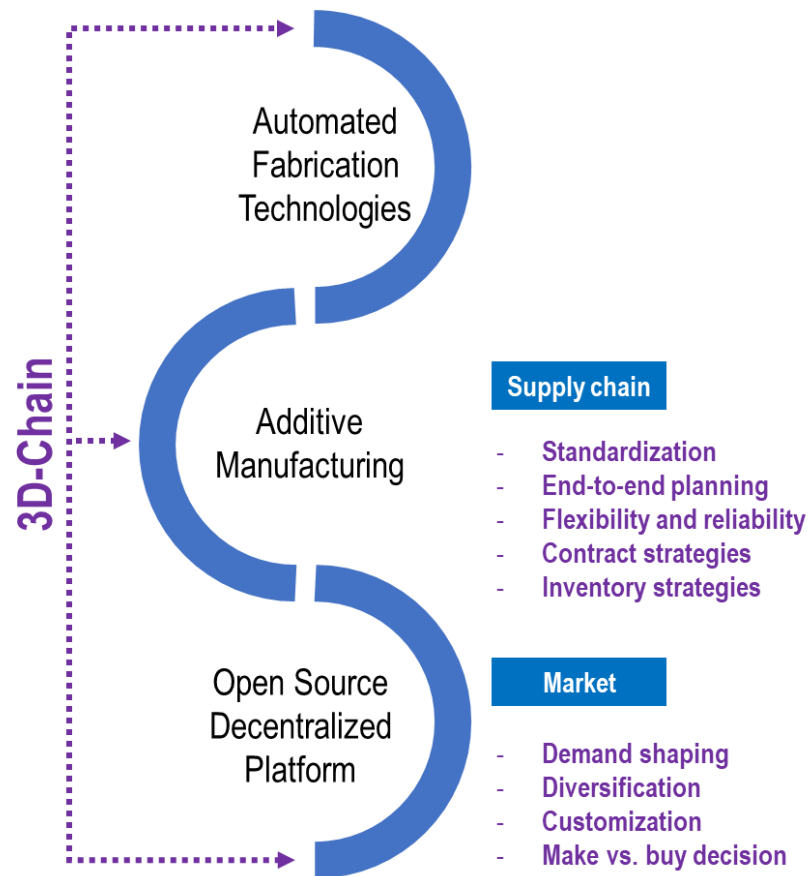 3D-Chain
Automated
Fabrication
Technologies
Additive
Manufacturing
Open Source
Decentralized
Platform
Supply chain
- Standardization
- End-to-end planning
- Flexibility and reliability
- Contract strategies
- Inventory strategies
Market
- Demand shaping
- Diversification
- Customization
- Make vs. buy decision